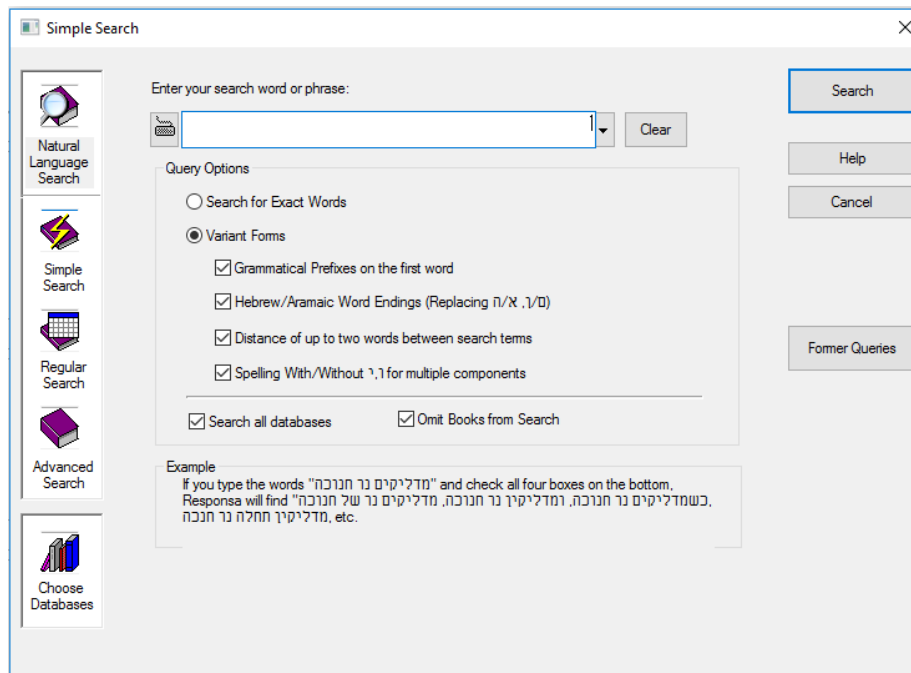 Simple Search
Natural
Language
Search
Simple
Search
Regular
Search
Advanced
Search
Choose
Databases
Enter your search word or phrase:
Clear
Query Options
Search for Exact Words
Variant Forms
Grammatical Prefixes on the first word
Hebrew/Aramaic Word Endings (Replacing ם/ן, א/ה)
Distance of up to two words between search terms
Spelling With/Without ו,י for multiple components
Search all databases
Omit Books from Search
Example
If you type the words "מדליקים נר חנוכה" and check all four boxes on the bottom,
Responsa will find "כשמדליקים נר חנוכה, ומדליקין נר חנוכה, מדליקים נר של חנוכה,
מדליקין תחלה נר חנכה, etc.
Search
Help
Cancel
Former Queries